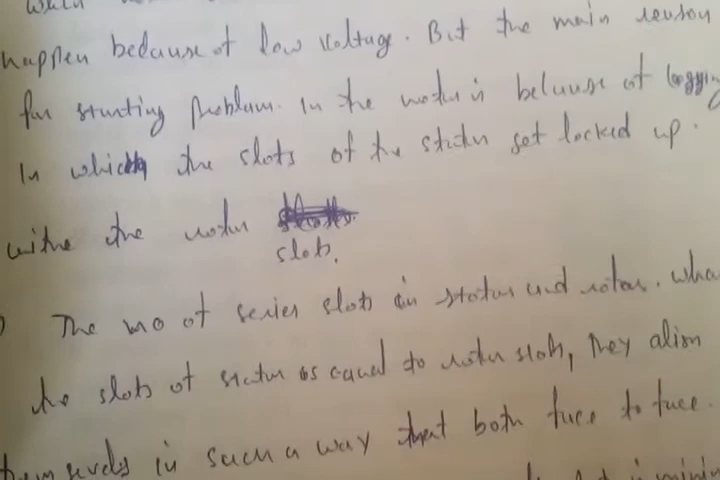 happen because of low voltage. But the main reason
for starting problem. In the motor is because of cogging
In which the slots of the stator get locked up.
with the rotor
slots.
The no of series slots in stator and rotor. when
the slots of stator is equal to rotor slots, they align
themselves in such a way that both face to face.